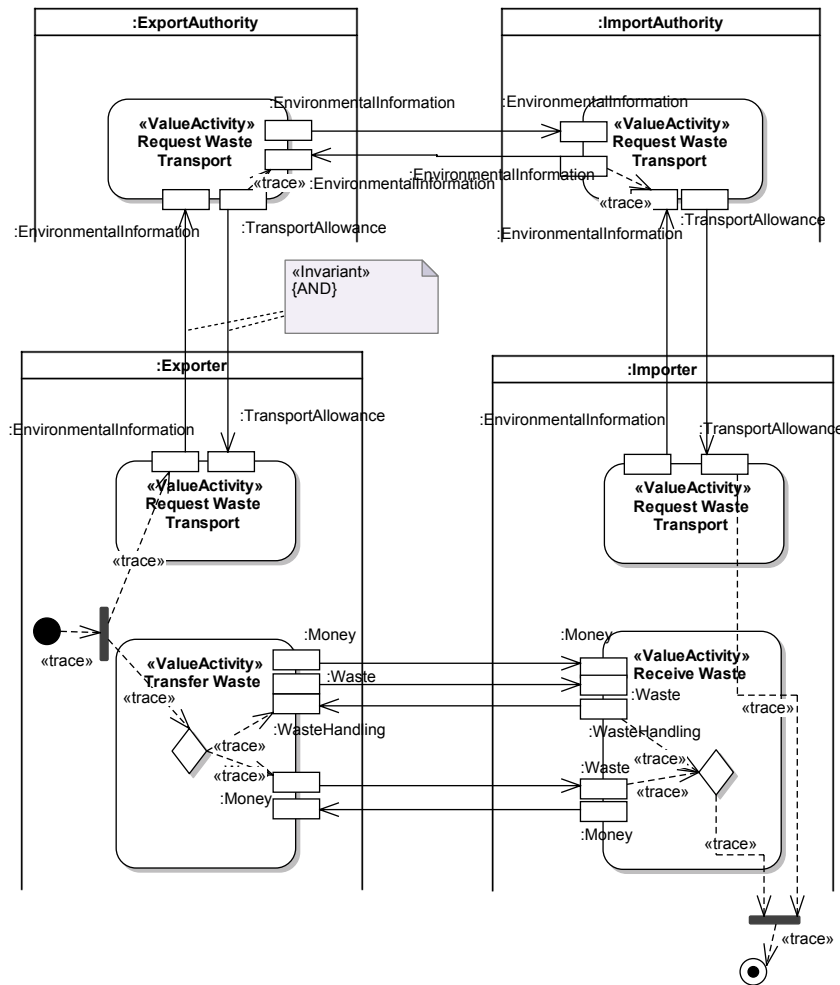 :ExportAuthority
:ImportAuthority
:EnvironmentalInformation
:EnvironmentalInformation
«ValueActivity»
Request Waste
Transport
«ValueActivity»
Request Waste
Transport
:EnvironmentalInformation
«trace»
:EnvironmentalInformation
«trace»
:EnvironmentalInformation
:TransportAllowance
:TransportAllowance
:EnvironmentalInformation
«Invariant»
{AND}
:Exporter
:Importer
:EnvironmentalInformation
:TransportAllowance
:EnvironmentalInformation
:TransportAllowance
«ValueActivity»
Request Waste
Transport
«ValueActivity»
Request Waste
Transport
«trace»
«trace»
:Money
:Money
«ValueActivity»
Transfer Waste
:Waste
«ValueActivity»
Receive Waste
«trace»
:Waste
«trace»
:WasteHandling
:WasteHandling
«trace»
«trace»
«trace»
:Waste
«trace»
:Money
:Money
«trace»
«trace»